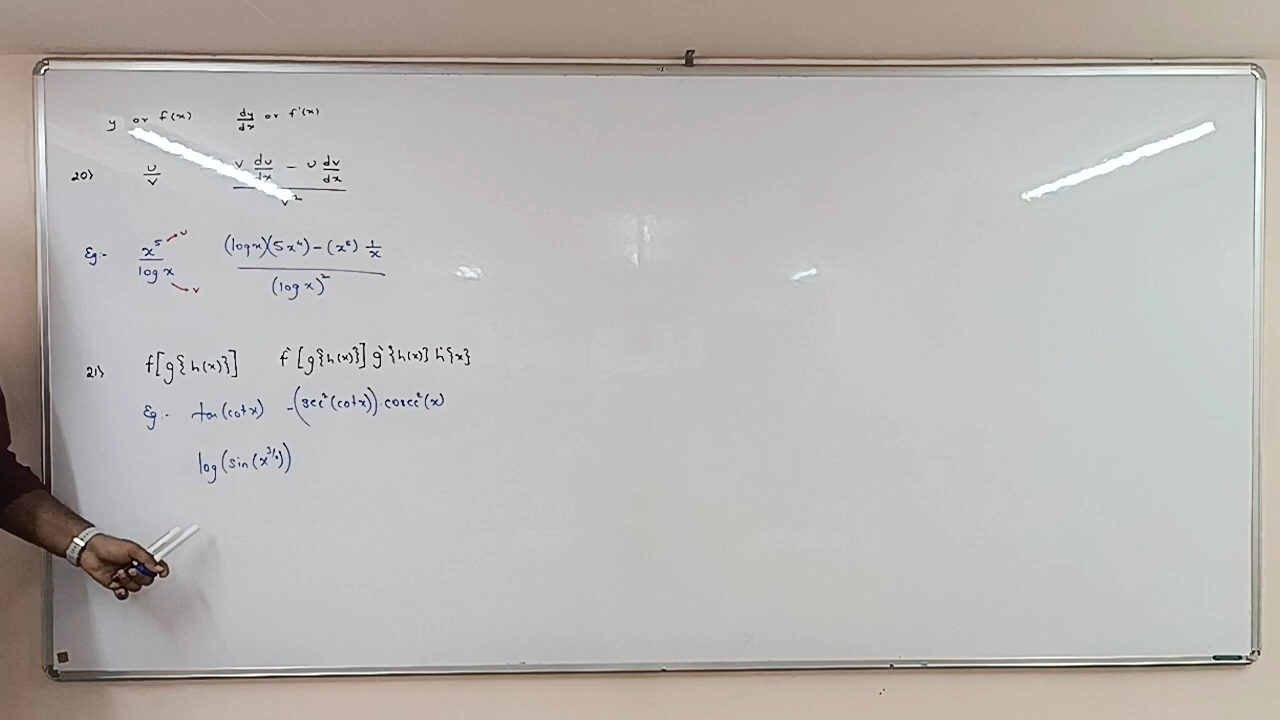 y or f(x) dy/dx or f'(x)
20) u/v (v du/dx - u dv/dx)/v²
Eg:- x⁵/log x →u →v ((log x)(5x⁴) - (x⁵) 1/x)/(log x)²
21) f[g{h(x)}] f'[g{h(x)}] g'{h(x)} h'{x}
Eg:- tan(cot x) -(sec²(cot x)).cosec²(x)
log(sin(x